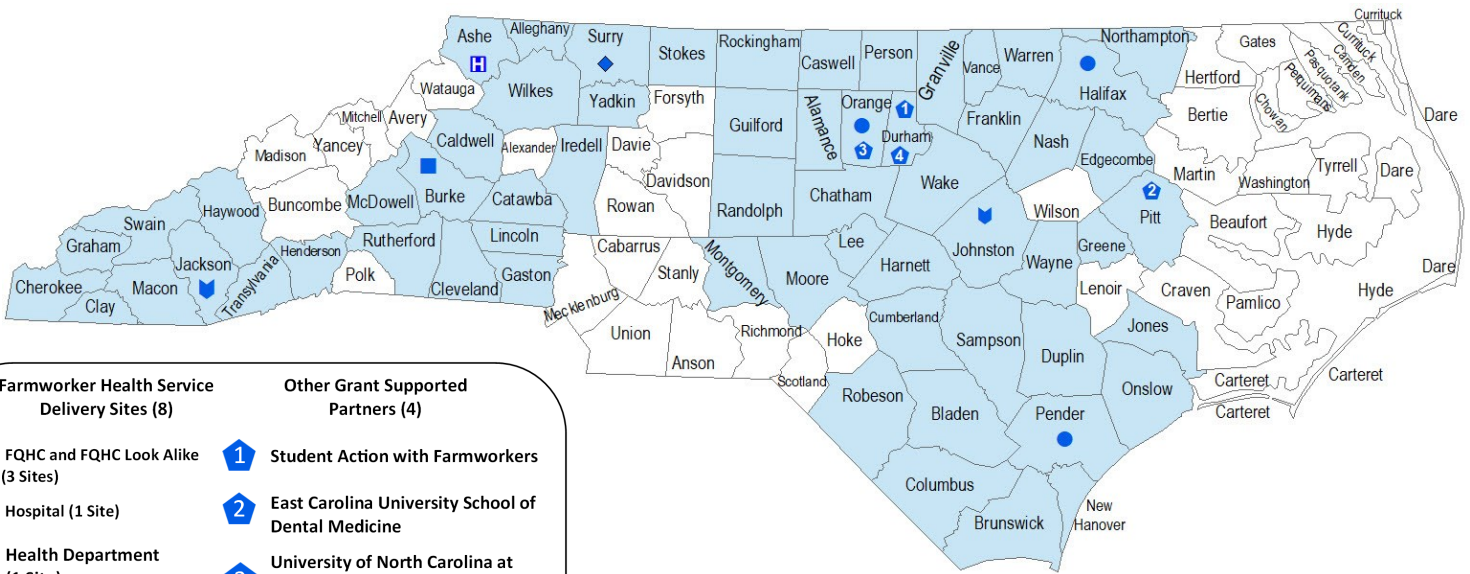 Currituck
Ashe
Alleghany
Surry
Stokes
Rockingham
Caswell
Person
Granville
Vance
Warren
Northampton
Gates
Currituck
Camden
Pasquotank
Perquimans
Chowan
Hertford
H
Halifax
Watauga
Wilkes
Yadkin
Forsyth
Guilford
Alamance
Orange
1
Durham
3
4
Franklin
Nash
Bertie
Dare
Mitchell
Avery
Yancey
Madison
Caldwell
Alexander
Iredell
Davie
Davidson
Edgecombe
Martin
Washington
Tyrrell
Dare
Buncombe
McDowell
Burke
Catawba
Rowan
Randolph
Chatham
Wake
Wilson
2
Pitt
Beaufort
Hyde
Haywood
Swain
Graham
Jackson
Cherokee
Macon
Clay
Transylvania
Henderson
Polk
Rutherford
Lincoln
Gaston
Cleveland
Cabarrus
Stanly
Mecklenburg
Montgomery
Moore
Lee
Harnett
Johnston
Wayne
Greene
Lenoir
Craven
Pamlico
Dare
Hyde
Union
Anson
Richmond
Scotland
Hoke
Cumberland
Sampson
Duplin
Jones
Onslow
Carteret
Carteret
Carteret
Robeson
Bladen
Pender
Columbus
Brunswick
New
Hanover
Farmworker Health Service
Delivery Sites (8)
FQHC and FQHC Look Alike
(3 Sites)
Hospital (1 Site)
Health Department
Other Grant Supported
Partners (4)
1 Student Action with Farmworkers
2 East Carolina University School of
Dental Medicine
University of North Carolina at